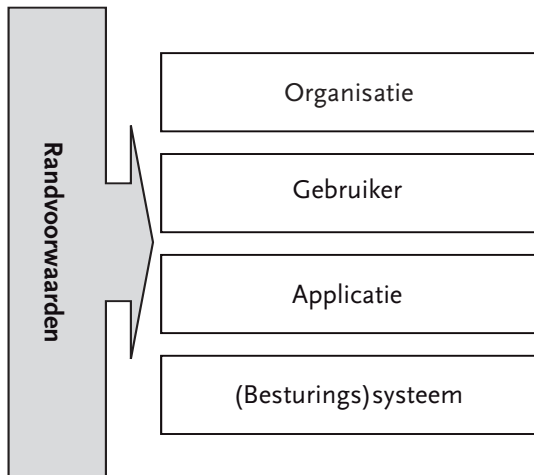 Randvoorwaarden
Organisatie
Gebruiker
Applicatie
(Besturings)systeem